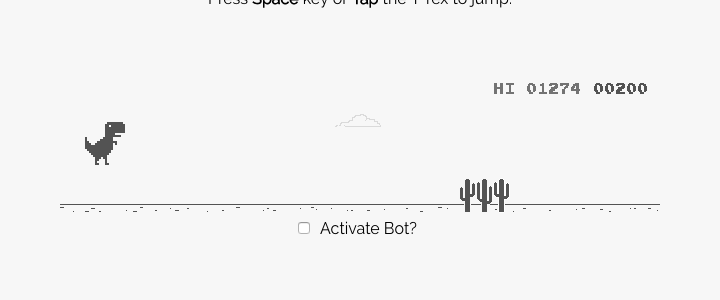 Press Space key or Tap the T-rex to jump.
HI 01274 00200
Activate Bot?